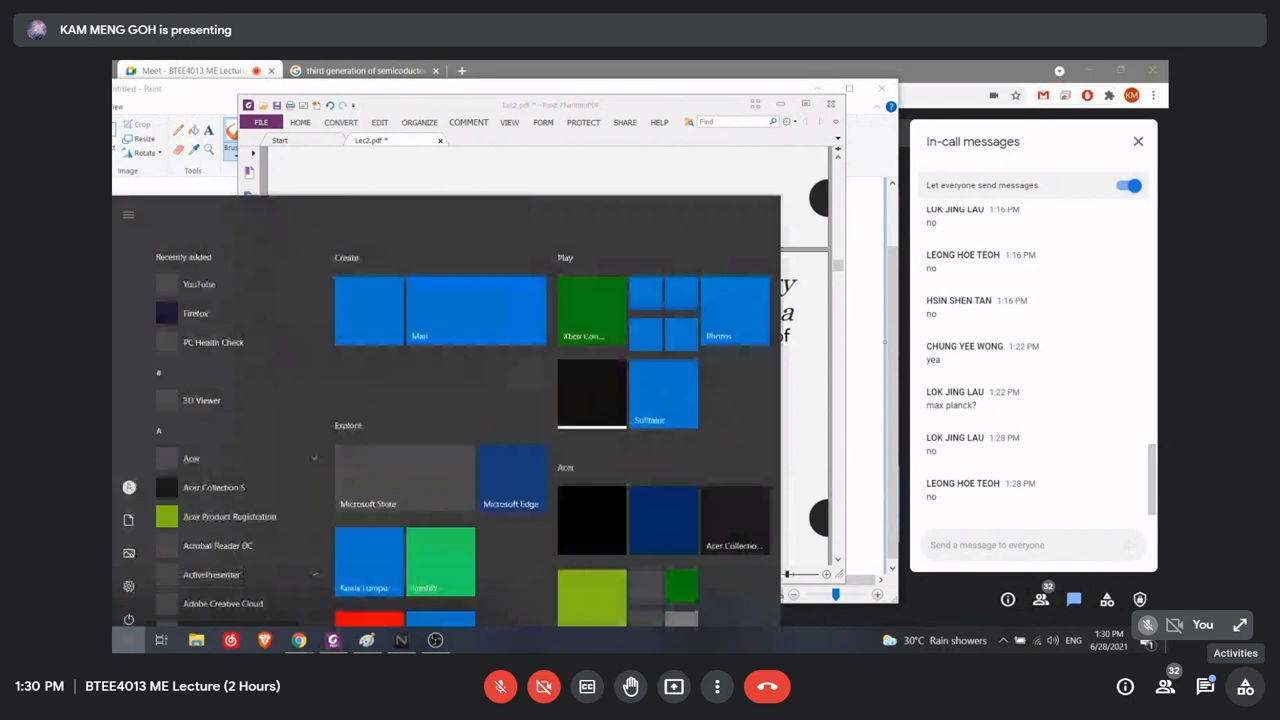 KAM MENG GOH is presenting
Meet - BTEE4013 ME Lectur
third generation of semiconducto
ntitled - Paint
Lec2.pdf * - Foxit PhantomPDF
FILE HOME CONVERT EDIT ORGANIZE COMMENT VIEW FORM PROTECT SHARE HELP Find
iew
Crop
Resize
Rotate
Brus
Image
Tools
Start
Lec2.pdf *
KM
In-call messages
Let everyone send messages
LOK JING LAU 1:16 PM
no
LEONG HOE TEOH 1:16 PM
no
HSIN SHEN TAN 1:16 PM
no
CHUNG YEE WONG 1:22 PM
yea
LOK JING LAU 1:22 PM
max planck?
LOK JING LAU 1:28 PM
no
LEONG HOE TEOH 1:28 PM
no
Send a message to everyone
Recently added
YouTube
Firefox
PC Health Check
#
3D Viewer
A
Acer
Acer Collection S
Acer Product Registration
Acrobat Reader DC
ActivePresenter
Adobe Creative Cloud
Create
Play
Xbox Con...
Photos
Solitaire
Explore
Acer
Microsoft Store
Microsoft Edge
Acer Collectio...
Spotify
y
a
of
32
30°C Rain showers
ENG
1:30 PM
6/28/2021
1
You
Activities
1:30 PM
BTEE4013 ME Lecture (2 Hours)
32